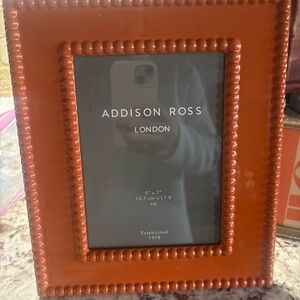 ADDISON ROSS
LONDON
5" x 7"
12.7 cm x 17.8
cm
Established
1978